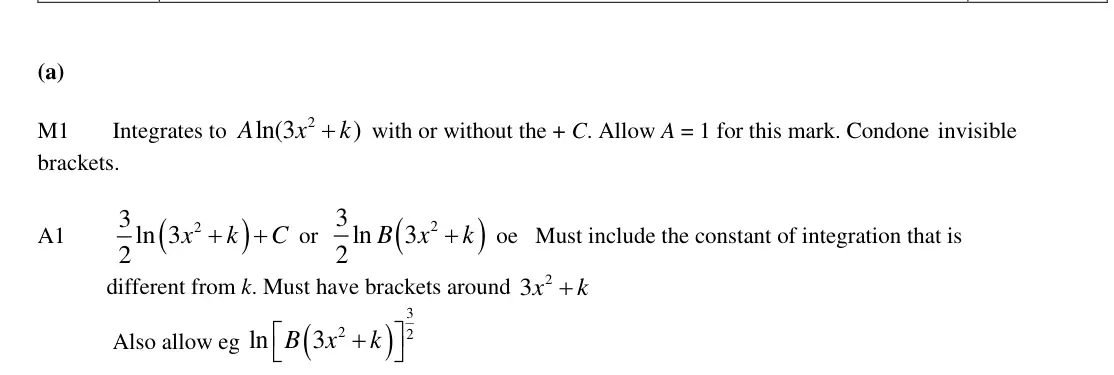 (a)
M1 Integrates to A ln(3x² + k) with or without the + C. Allow A = 1 for this mark. Condone invisible
brackets.
A1 3/2 ln(3x² + k) + C or 3/2 ln B(3x² + k) oe Must include the constant of integration that is
different from k. Must have brackets around 3x² + k
Also allow eg ln[B(3x² + k)]^(3/2)